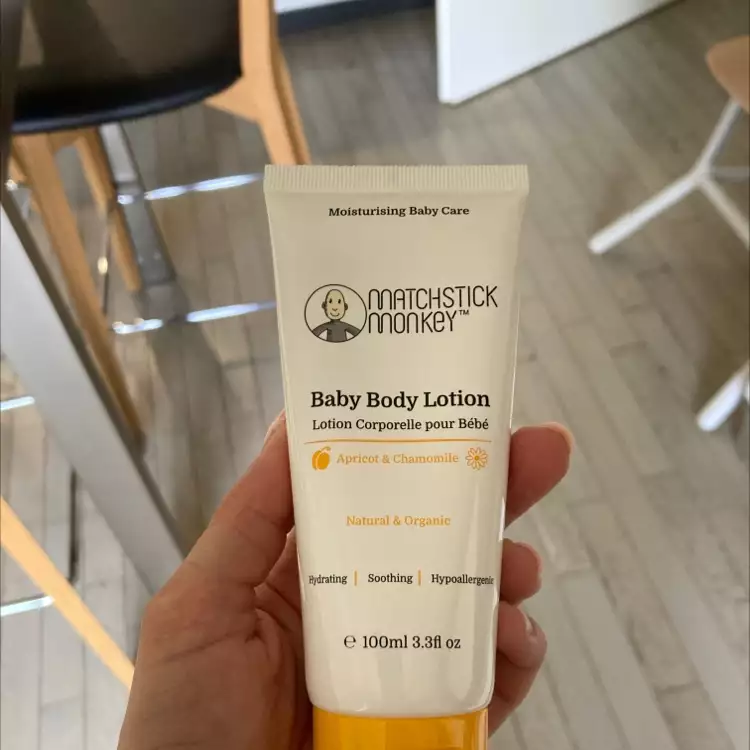 Moisturising Baby Care
MATCHSTICK
MONKEY™
Baby Body Lotion
Lotion Corporelle pour Bébé
Apricot & Chamomile
Natural & Organic
Hydrating | Soothing | Hypoallergenic
℮ 100ml 3.3fl oz